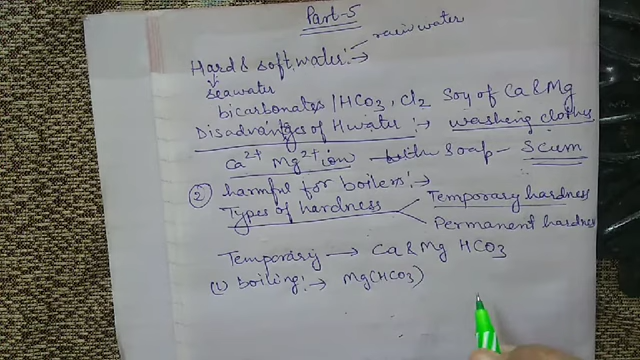 Part-5
rain water
Hard & soft water :→
seawater
bicarbonates / HCO3, Cl2 So4 of Ca & Mg
Disadvantages of H water :→ washing clothes
Ca2+ Mg2+ ion with Soap - Scum
② harmful for boilers :→
Types of hardness
Temporary hardness
Permanent hardness
Temporary → Ca & Mg HCO3
(1) boiling :→ Mg(HCO3)